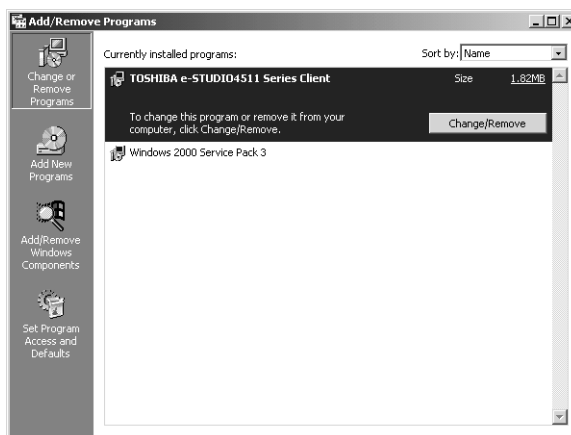 Add/Remove Programs
Change or
Remove
Programs
Add New
Programs
Add/Remove
Windows
Components
Set Program
Access and
Defaults
Currently installed programs:
Sort by: Name
TOSHIBA e-STUDIO4511 Series Client
Size 1.82MB
To change this program or remove it from your
computer, click Change/Remove.
Change/Remove
Windows 2000 Service Pack 3